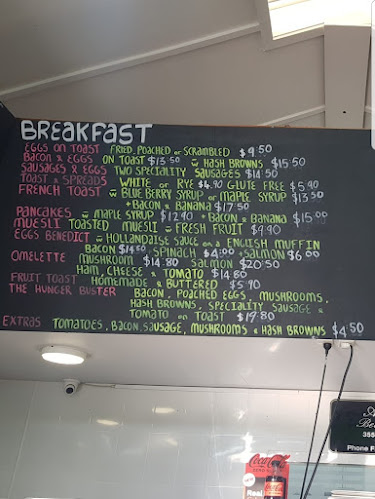 BREAKFAST
EGGS ON TOAST FRIED, POACHED or SCRAMBLED $9.50
BACON & EGGS ON TOAST $13.50 w HASH BROWNS $15.50
SAUSAGES & EGGS TWO SPECIALITY SAUSAGES $14.50
TOAST & SPREADS WHITE or RYE $4.90 GLUTE FREE $5.90
FRENCH TOAST w BLUE BERRY SYRUP or MAPLE SYRUP $13.50
+ BACON & BANANA $17.50
PANCAKES w MAPLE SYRUP $12.90 + BACON & BANANA $15.00
MUESLI TOASTED MUESLI w FRESH FRUIT $9.90
EGGS BENEDICT w HOLLANDAISE SAUCE on A ENGLISH MUFFIN
BACON $14.50, SPINACH $4.00 + SALMON $6.00
OMELETTE MUSHROOM $14.80 SALMON $20.50
HAM, CHEESE & TOMATO $14.80
FRUIT TOAST HOMEMADE & BUTTERED $5.90
THE HUNGER BUSTER BACON, POACHED EGGS, MUSHROOMS,
HASH BROWNS, SPECIALITY SAUSAGE &
TOMATO on TOAST $19.80
EXTRAS TOMATOES, BACON, SAUSAGE, MUSHROOMS & HASH BROWNS $4.50
Coca-Cola
Phone